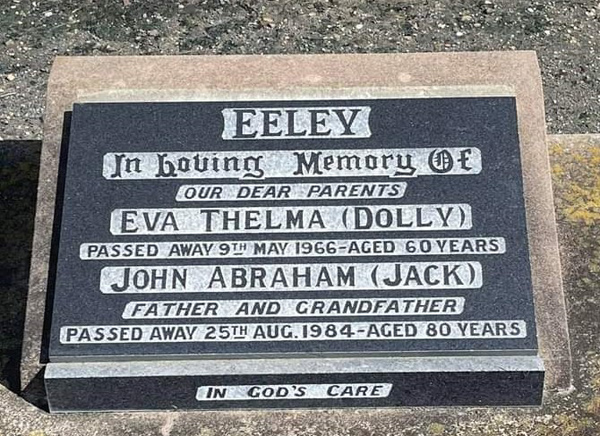 EELEY
In Loving Memory Of
OUR DEAR PARENTS
EVA THELMA (DOLLY)
PASSED AWAY 9TH MAY 1966-AGED 60 YEARS
JOHN ABRAHAM (JACK)
FATHER AND GRANDFATHER
PASSED AWAY 25TH AUG. 1984-AGED 80 YEARS
IN GOD'S CARE